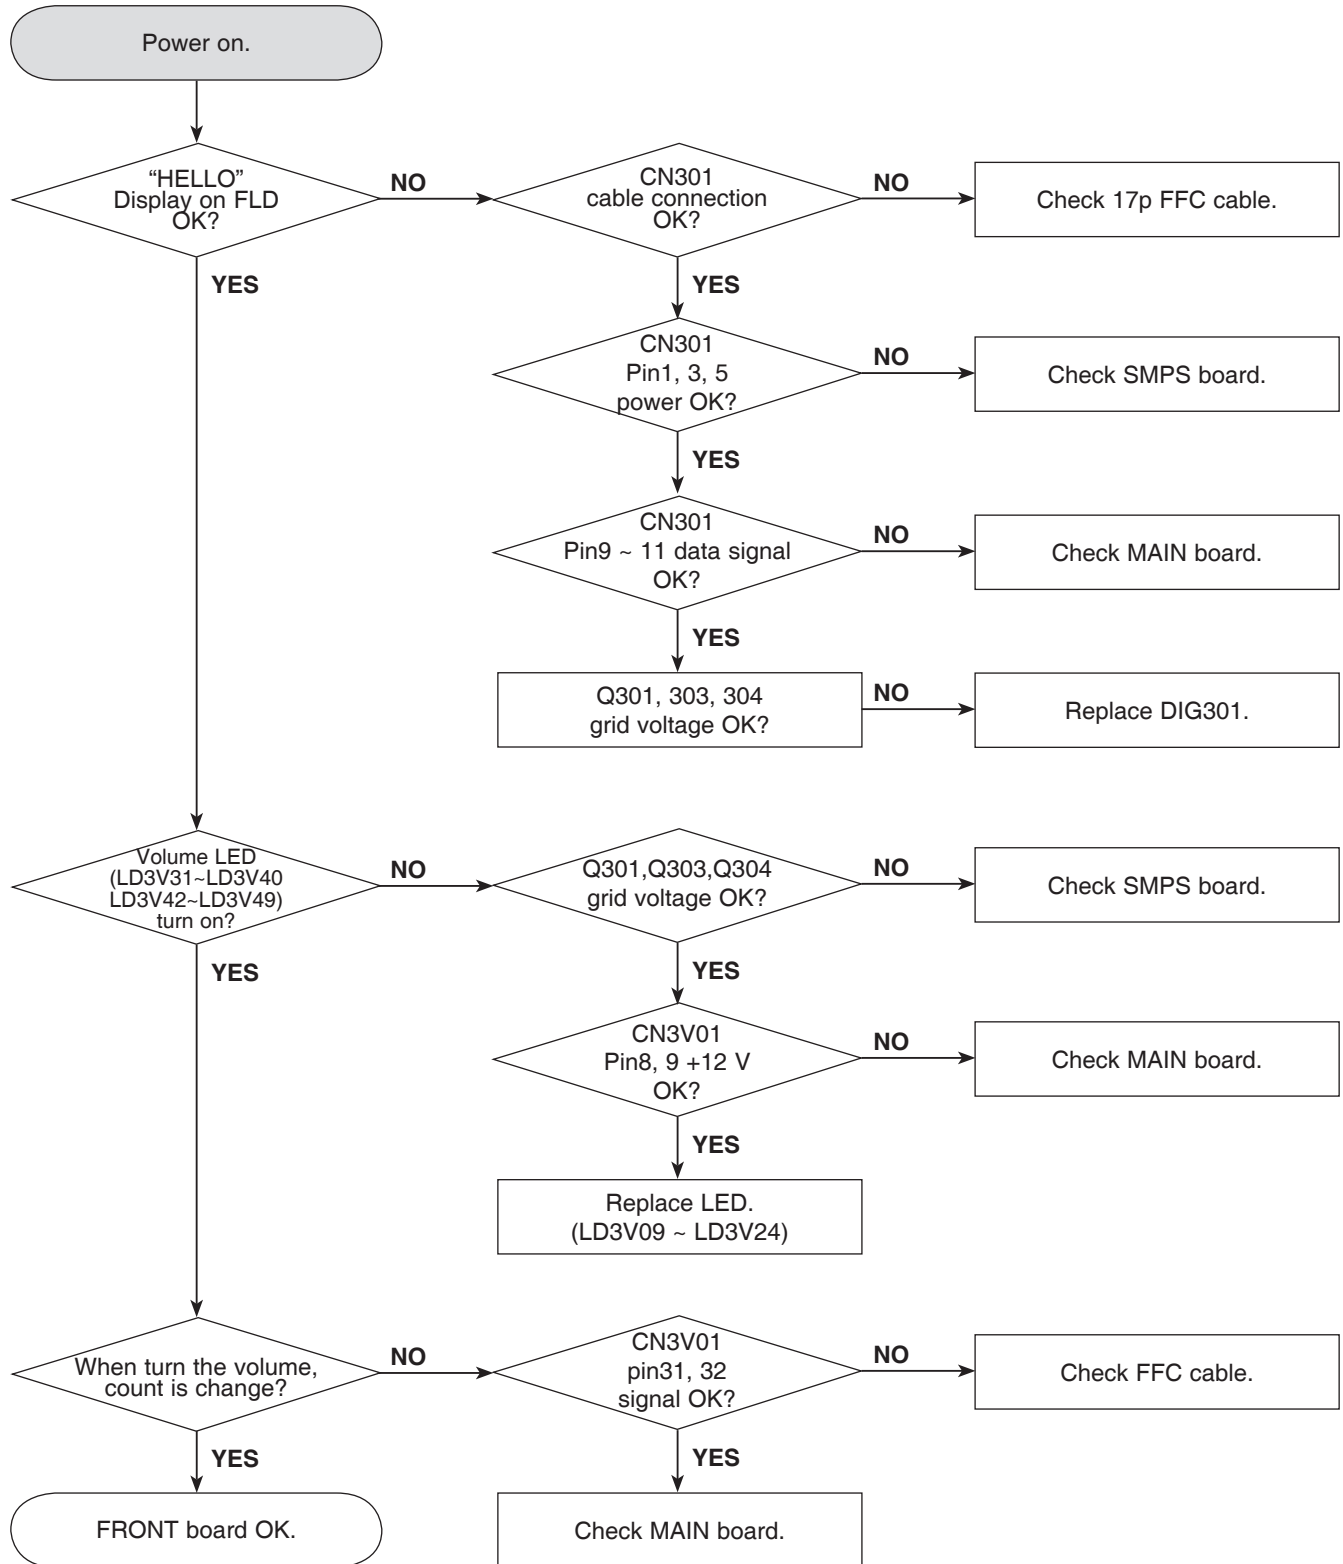 Power on.
“HELLO”
Display on FLD
OK?
NO
CN301
cable connection
OK?
NO
Check 17p FFC cable.
YES
YES
CN301
Pin1, 3, 5
power OK?
NO
Check SMPS board.
YES
CN301
Pin9 ~ 11 data signal
OK?
NO
Check MAIN board.
YES
Q301, 303, 304
grid voltage OK?
NO
Replace DIG301.
Volume LED
(LD3V31~LD3V40
LD3V42~LD3V49)
turn on?
NO
Q301,Q303,Q304
grid voltage OK?
NO
Check SMPS board.
YES
YES
CN3V01
Pin8, 9 +12 V
OK?
NO
Check MAIN board.
YES
Replace LED.
(LD3V09 ~ LD3V24)
When turn the volume,
count is change?
NO
CN3V01
pin31, 32
signal OK?
NO
Check FFC cable.
YES
YES
FRONT board OK.
Check MAIN board.